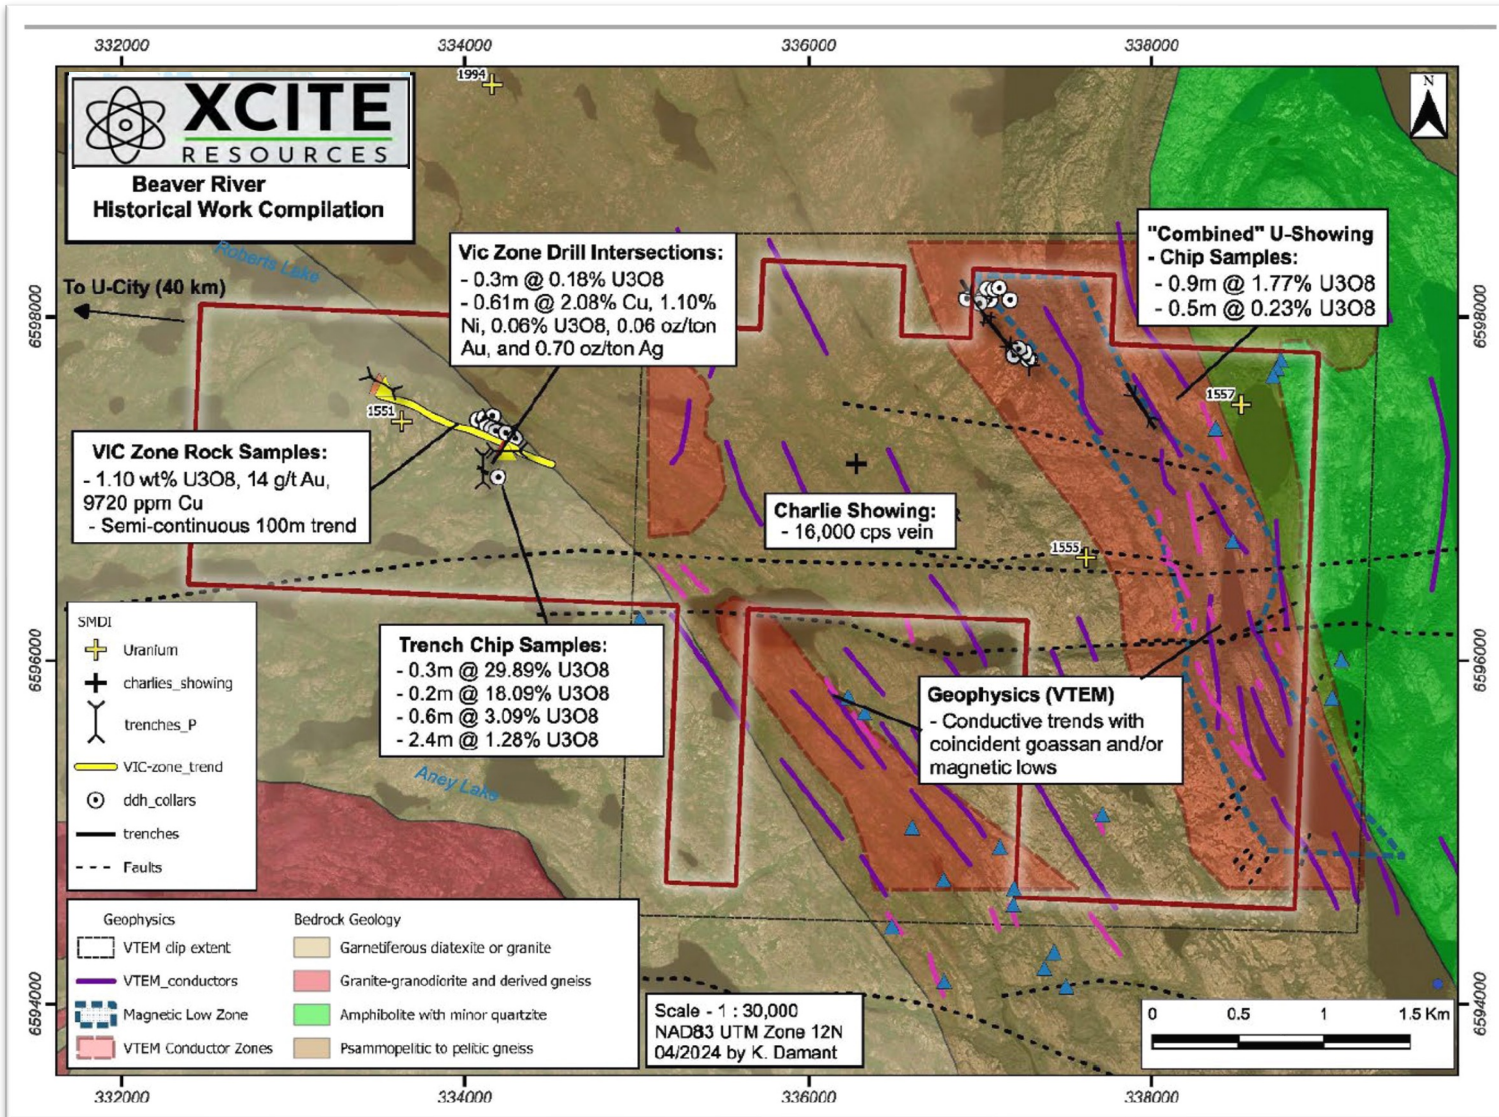 332000
334000
336000
338000
1994
XCITE
RESOURCES
Beaver River
Historical Work Compilation
N
Roberts Lake
To U-City (40 km)
Vic Zone Drill Intersections:
- 0.3m @ 0.18% U3O8
- 0.61m @ 2.08% Cu, 1.10%
Ni, 0.06% U3O8, 0.06 oz/ton
Au, and 0.70 oz/ton Ag
"Combined" U-Showing
- Chip Samples:
- 0.9m @ 1.77% U3O8
- 0.5m @ 0.23% U3O8
6598000
6598000
1551
1557
VIC Zone Rock Samples:
- 1.10 wt% U3O8, 14 g/t Au,
9720 ppm Cu
- Semi-continuous 100m trend
Charlie Showing:
- 16,000 cps vein
1555
Trench Chip Samples:
- 0.3m @ 29.89% U3O8
- 0.2m @ 18.09% U3O8
- 0.6m @ 3.09% U3O8
- 2.4m @ 1.28% U3O8
Geophysics (VTEM)
- Conductive trends with
coincident goassan and/or
magnetic lows
6596000
6596000
Aney Lake
SMDI
Uranium
charlies_showing
trenches_P
VIC-zone_trend
ddh_collars
trenches
Faults
Geophysics
VTEM clip extent
VTEM_conductors
Magnetic Low Zone
VTEM Conductor Zones
Bedrock Geology
Garnetiferous diatexite or granite
Granite-granodiorite and derived gneiss
Amphibolite with minor quartzite
Psammopelitic to pelitic gneiss
Scale - 1 : 30,000
NAD83 UTM Zone 12N
04/2024 by K. Damant
0 0.5 1 1.5 Km
6594000
6594000
332000
334000
336000
338000